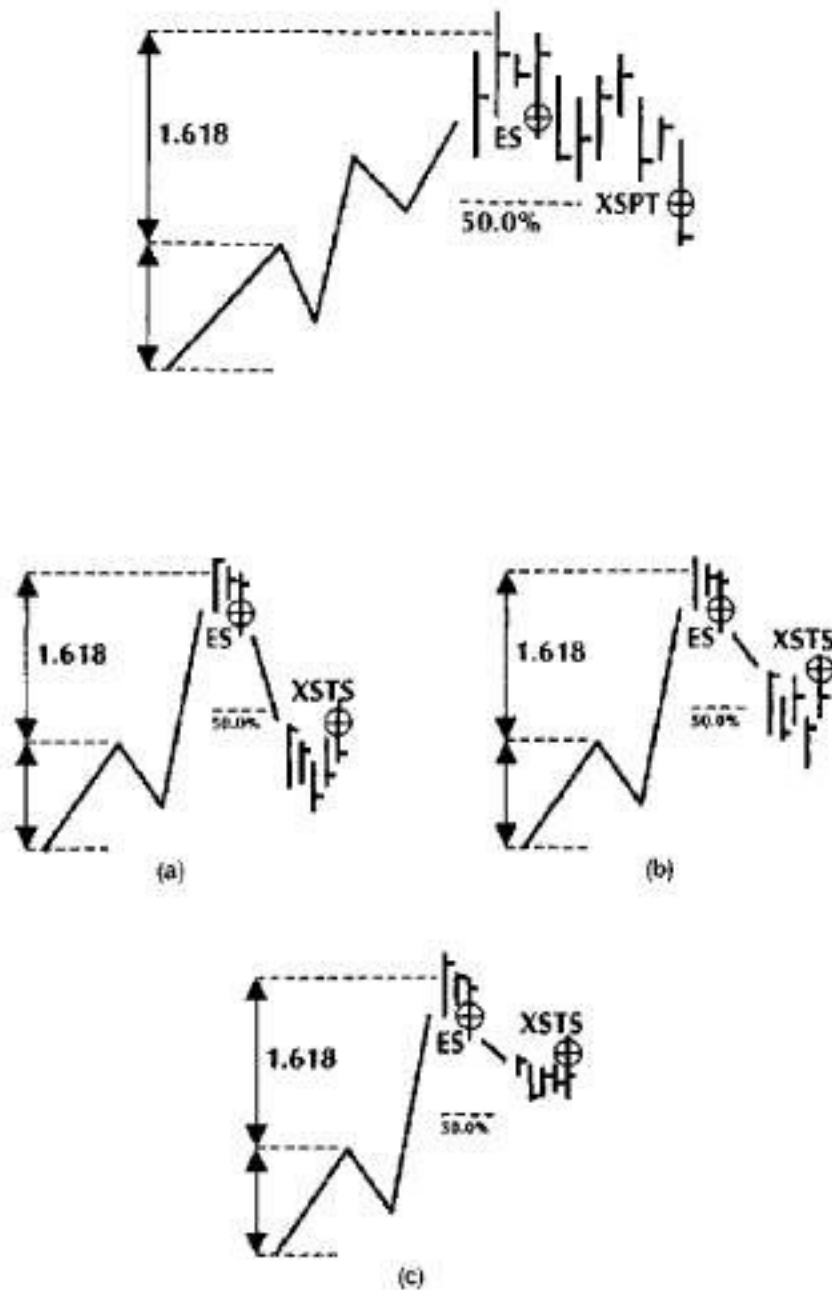 1.618
ES
XSPT
50.0%
1.618
ES
XSTS
50.0%
(a)
1.618
ES
XSTS
50.0%
(b)
1.618
ES
XSTS
50.0%
(c)